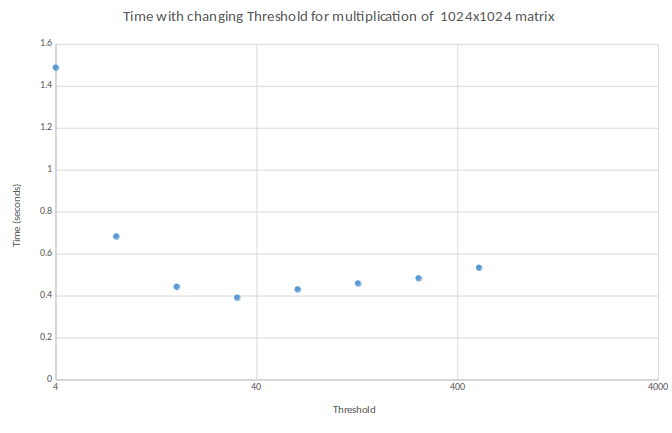 Time with changing Threshold for multiplication of 1024x1024 matrix
1.6
1.4
1.2
1
0.8
0.6
0.4
0.2
0
Time (seconds)
4 40 400 4000
Threshold